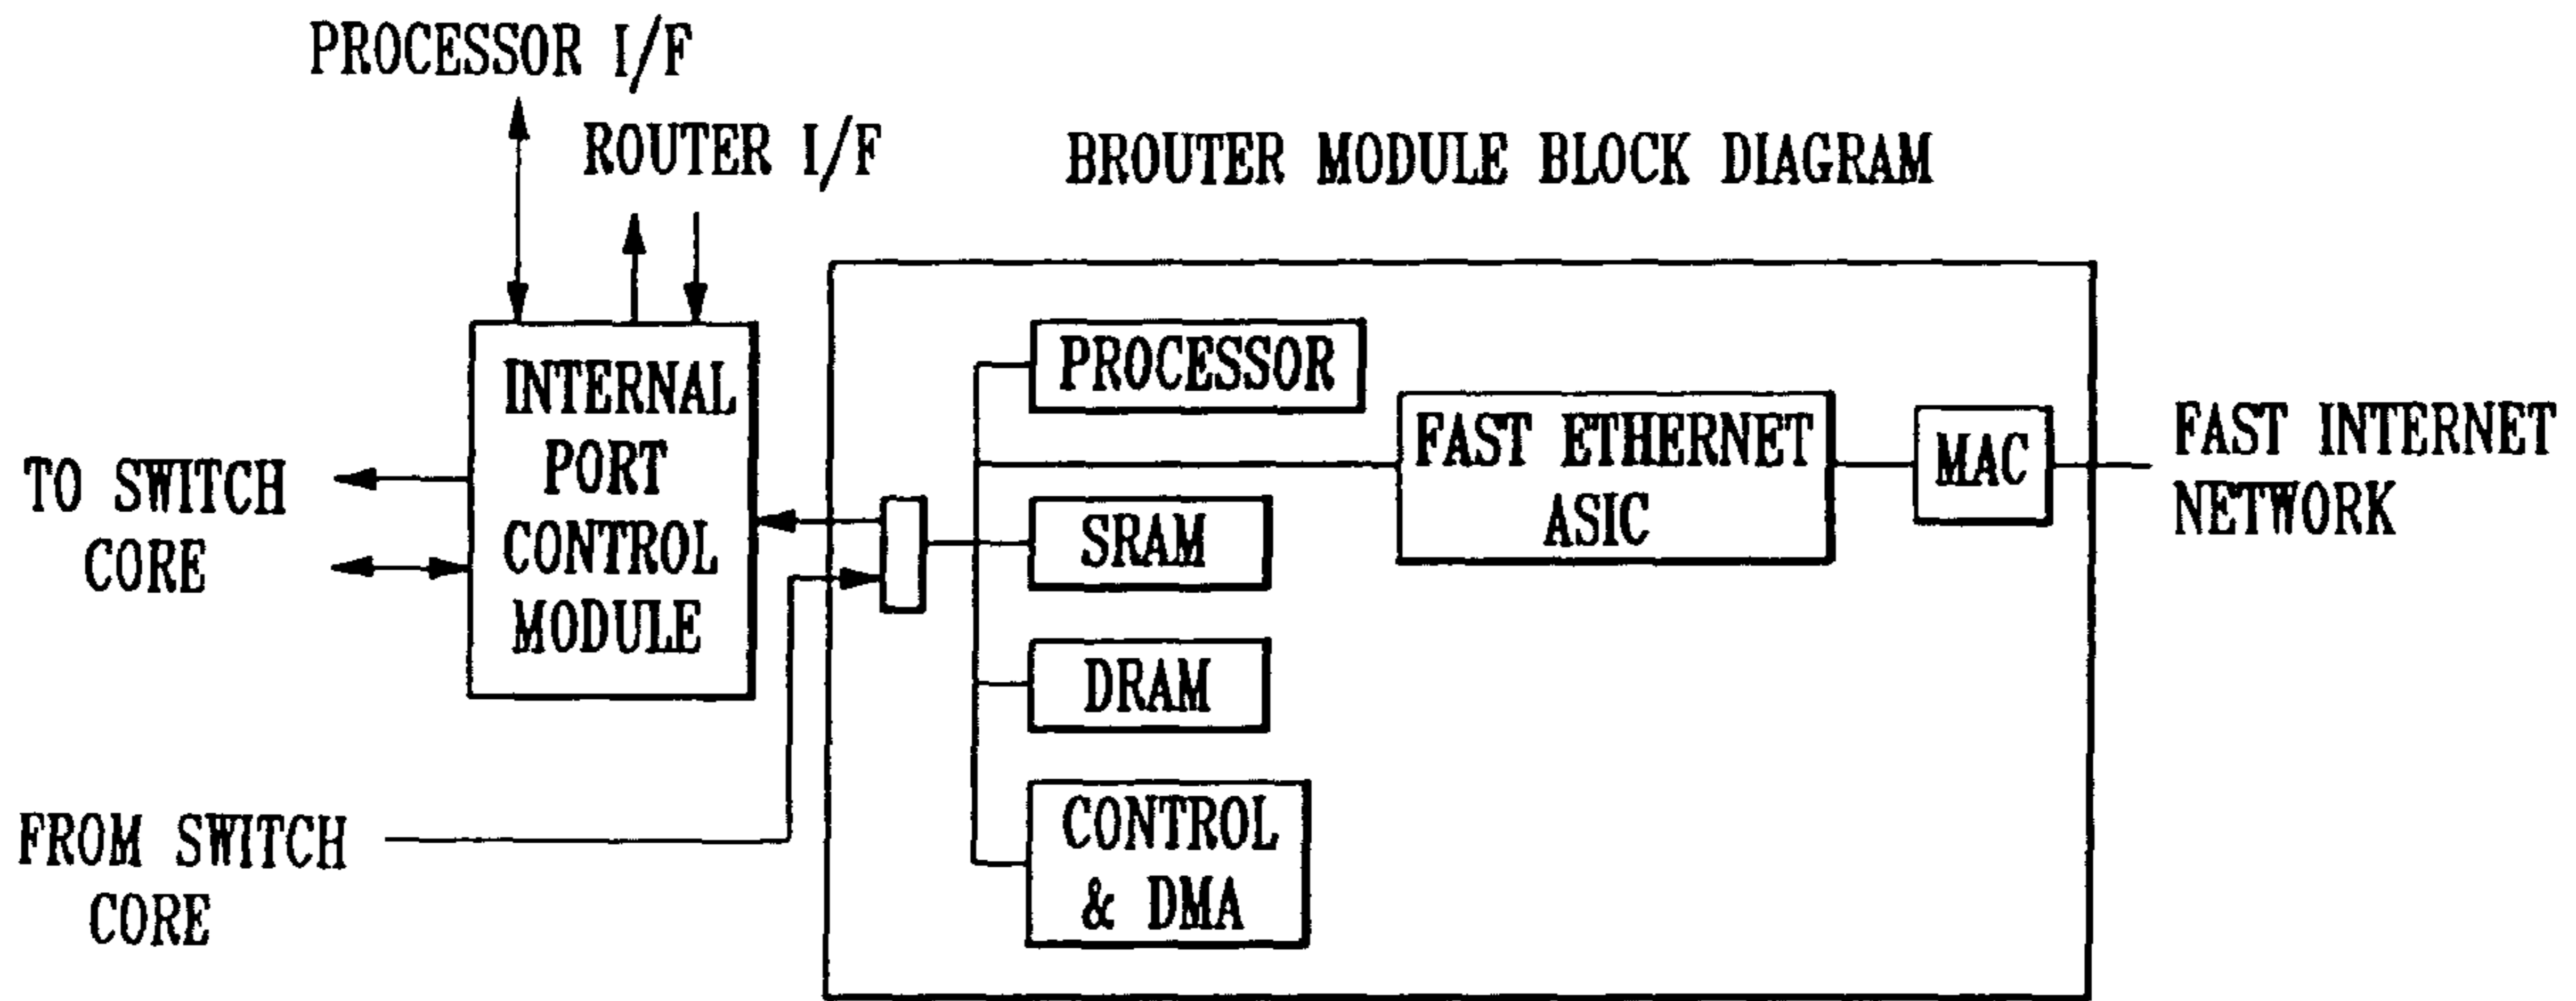 PROCESSOR I/F
ROUTER I/F
BROUTER MODULE BLOCK DIAGRAM
INTERNAL
PORT
CONTROL
MODULE
TO SWITCH
CORE
FROM SWITCH
CORE
PROCESSOR
FAST ETHERNET
ASIC
MAC
SRAM
DRAM
CONTROL
& DMA
FAST INTERNET
NETWORK